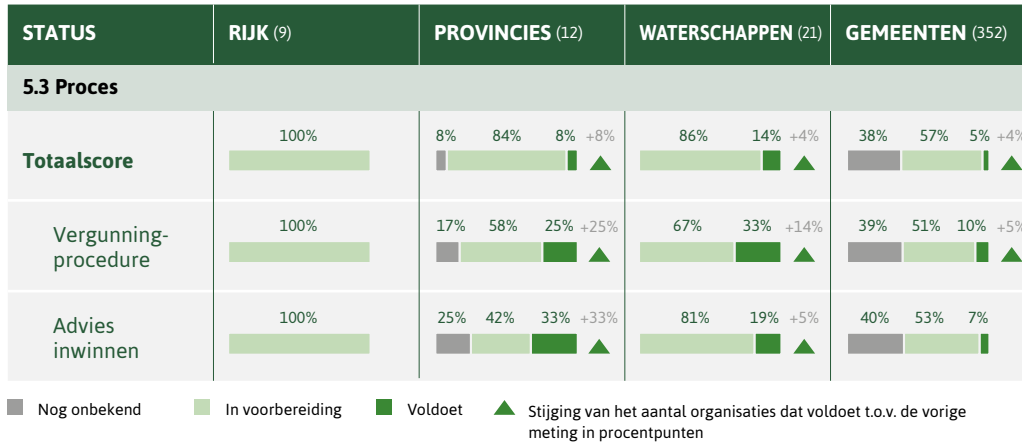 STATUS RIJK (9) PROVINCIES (12) WATERSCHAPPEN (21) GEMEENTEN (352)
5.3 Proces
100% 8% 84% 8% +8% 86% 14% +4% 38% 57% 5% +4%
Totaalscore
100% 17% 58% 25% +25% 67% 33% +14% 39% 51% 10% +5%
Vergunning-
procedure
100% 25% 42% 33% +33% 81% 19% +5% 40% 53% 7%
Advies
inwinnen
Nog onbekend In voorbereiding Voldoet Stijging van het aantal organisaties dat voldoet t.o.v. de vorige
meting in procentpunten